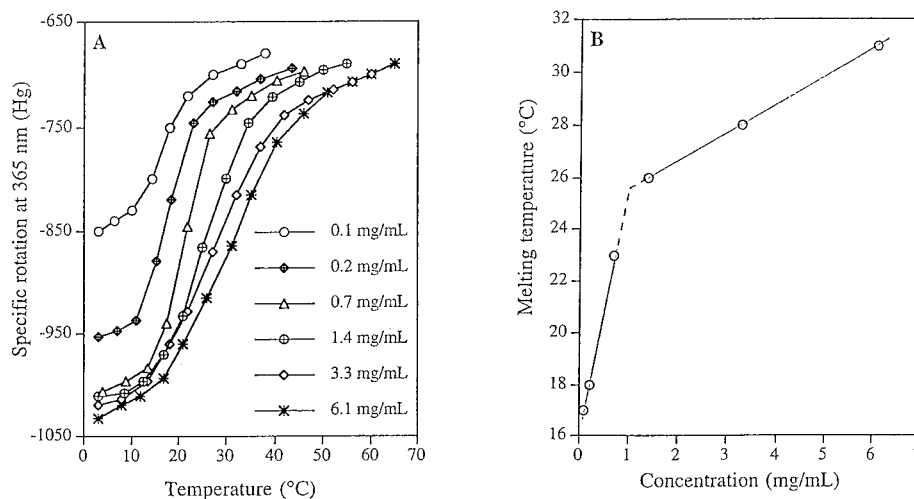 A
Specific rotation at 365 nm (Hg)
-650
-750
-850
-950
-1050
0 10 20 30 40 50 60 70
Temperature (°C)
0.1 mg/mL
0.2 mg/mL
0.7 mg/mL
1.4 mg/mL
3.3 mg/mL
6.1 mg/mL
B
Melting temperature (°C)
32
30
28
26
24
22
20
18
16
0 1 2 3 4 5 6
Concentration (mg/mL)